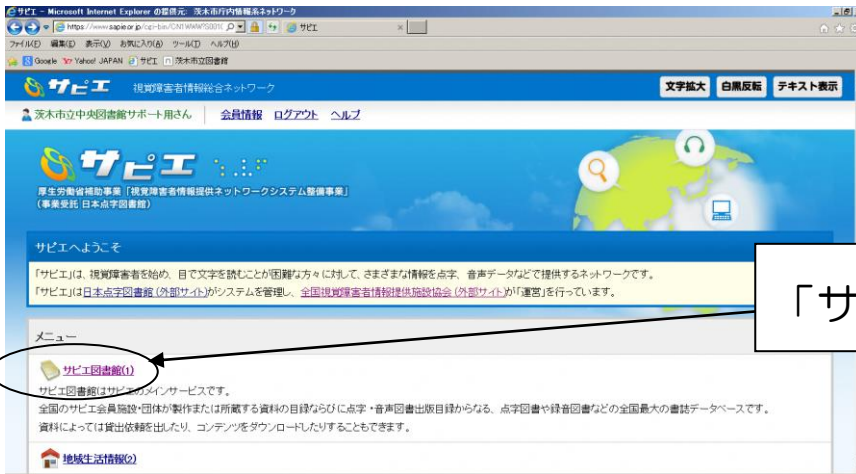 サピエ - Microsoft Internet Explorer の提供元: 茨木市庁内情報系ネットワーク
https://www.sapie.or.jp/cgi-bin/CN1WWW?S00101
サピエ
ファイル(F) 編集(E) 表示(V) お気に入り(A) ツール(T) ヘルプ(H)
Google Yahoo! JAPAN サピエ 茨木市立図書館
サピエ 視覚障害者情報総合ネットワーク 文字拡大 白黒反転 テキスト表示
茨木市立中央図書館サポート用さん 会員情報 ログアウト ヘルプ
サピエ
厚生労働省補助事業「視覚障害者情報提供ネットワークシステム整備事業」
(事業受託 日本点字図書館)
サピエへようこそ
「サピエ」は、視覚障害者を始め、目で文字を読むことが困難な方々に対して、さまざまな情報を点字、音声データなどで提供するネットワークです。
「サピエ」は日本点字図書館(外部サイト)がシステムを管理し、全国視覚障害者情報提供施設協会(外部サイト)が「運営」を行っています。
「サ
メニュー
サピエ図書館(1)
サピエ図書館はサピエのメインサービスです。
全国のサピエ会員施設・団体が製作または所蔵する資料の目録ならびに点字・音声図書出版目録からなる、点字図書や録音図書などの全国最大の書誌データベースです。
資料によっては貸出依頼を出したり、コンテンツをダウンロードしたりすることもできます。
地域生活情報(2)